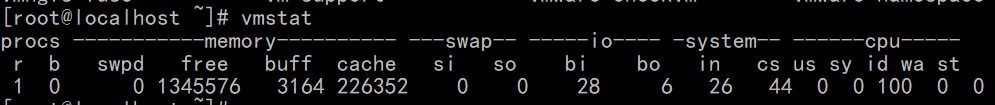 [root@localhost ~]# vmstat
procs -----------memory---------- ---swap-- -----io---- -system-- ------cpu-----
 r  b   swpd   free   buff  cache   si   so    bi    bo   in   cs us sy id wa st
 1  0      0 1345576   3164 226352    0    0    28     6   26   44  0  0 100  0  0